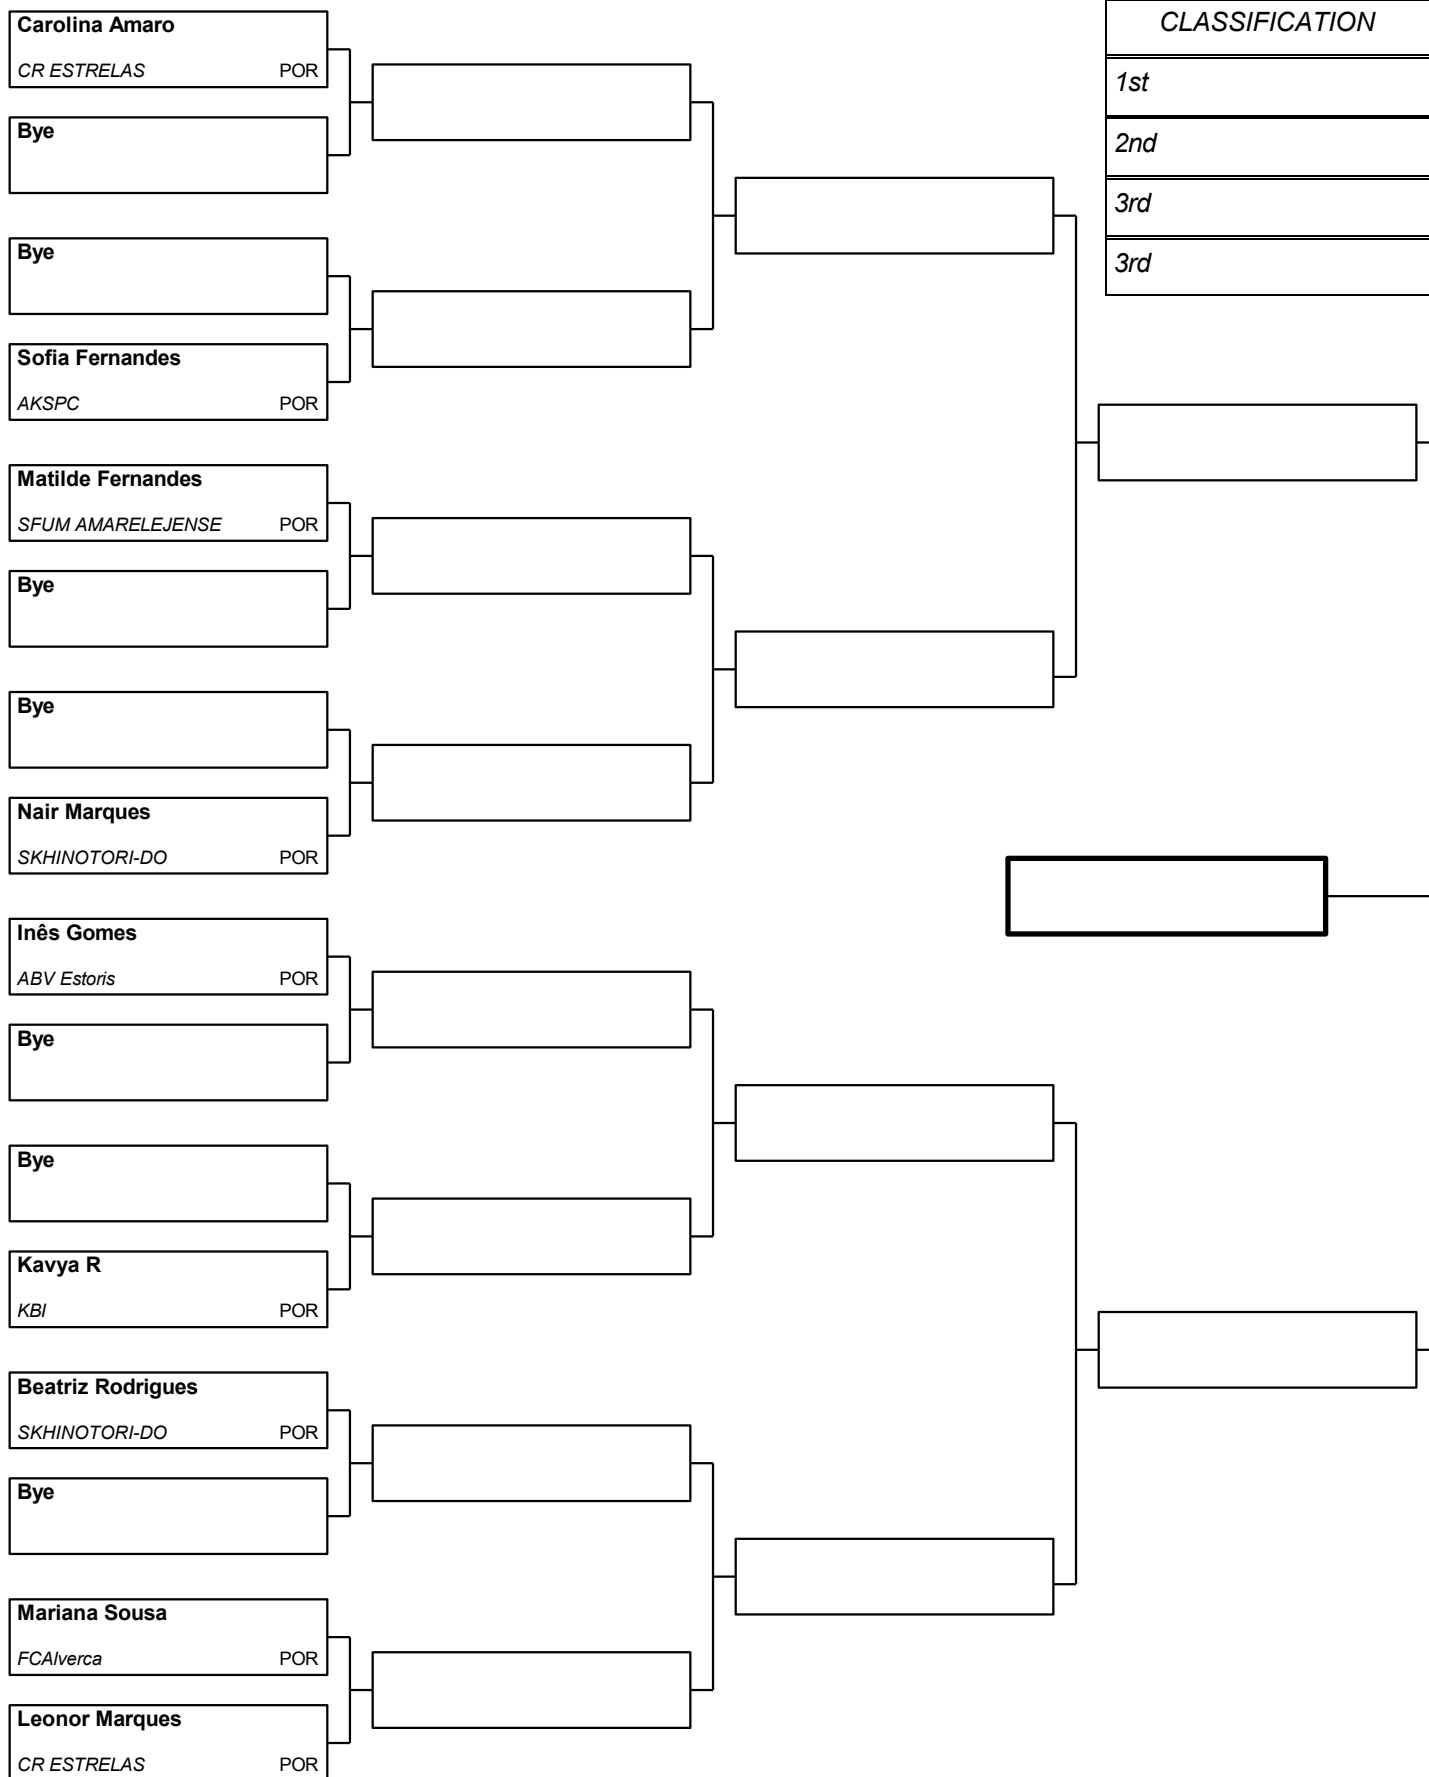 Carolina Amaro
CR ESTRELAS POR
Bye
Bye
Sofia Fernandes
AKSPC POR
Matilde Fernandes
SFUM AMARELEJENSE POR
Bye
Bye
Nair Marques
SKHINOTORI-DO POR
Inês Gomes
ABV Estoris POR
Bye
Bye
Kavya R
KBI POR
Beatriz Rodrigues
SKHINOTORI-DO POR
Bye
Mariana Sousa
FCAlverca POR
Leonor Marques
CR ESTRELAS POR
CLASSIFICATION
1st
2nd
3rd
3rd